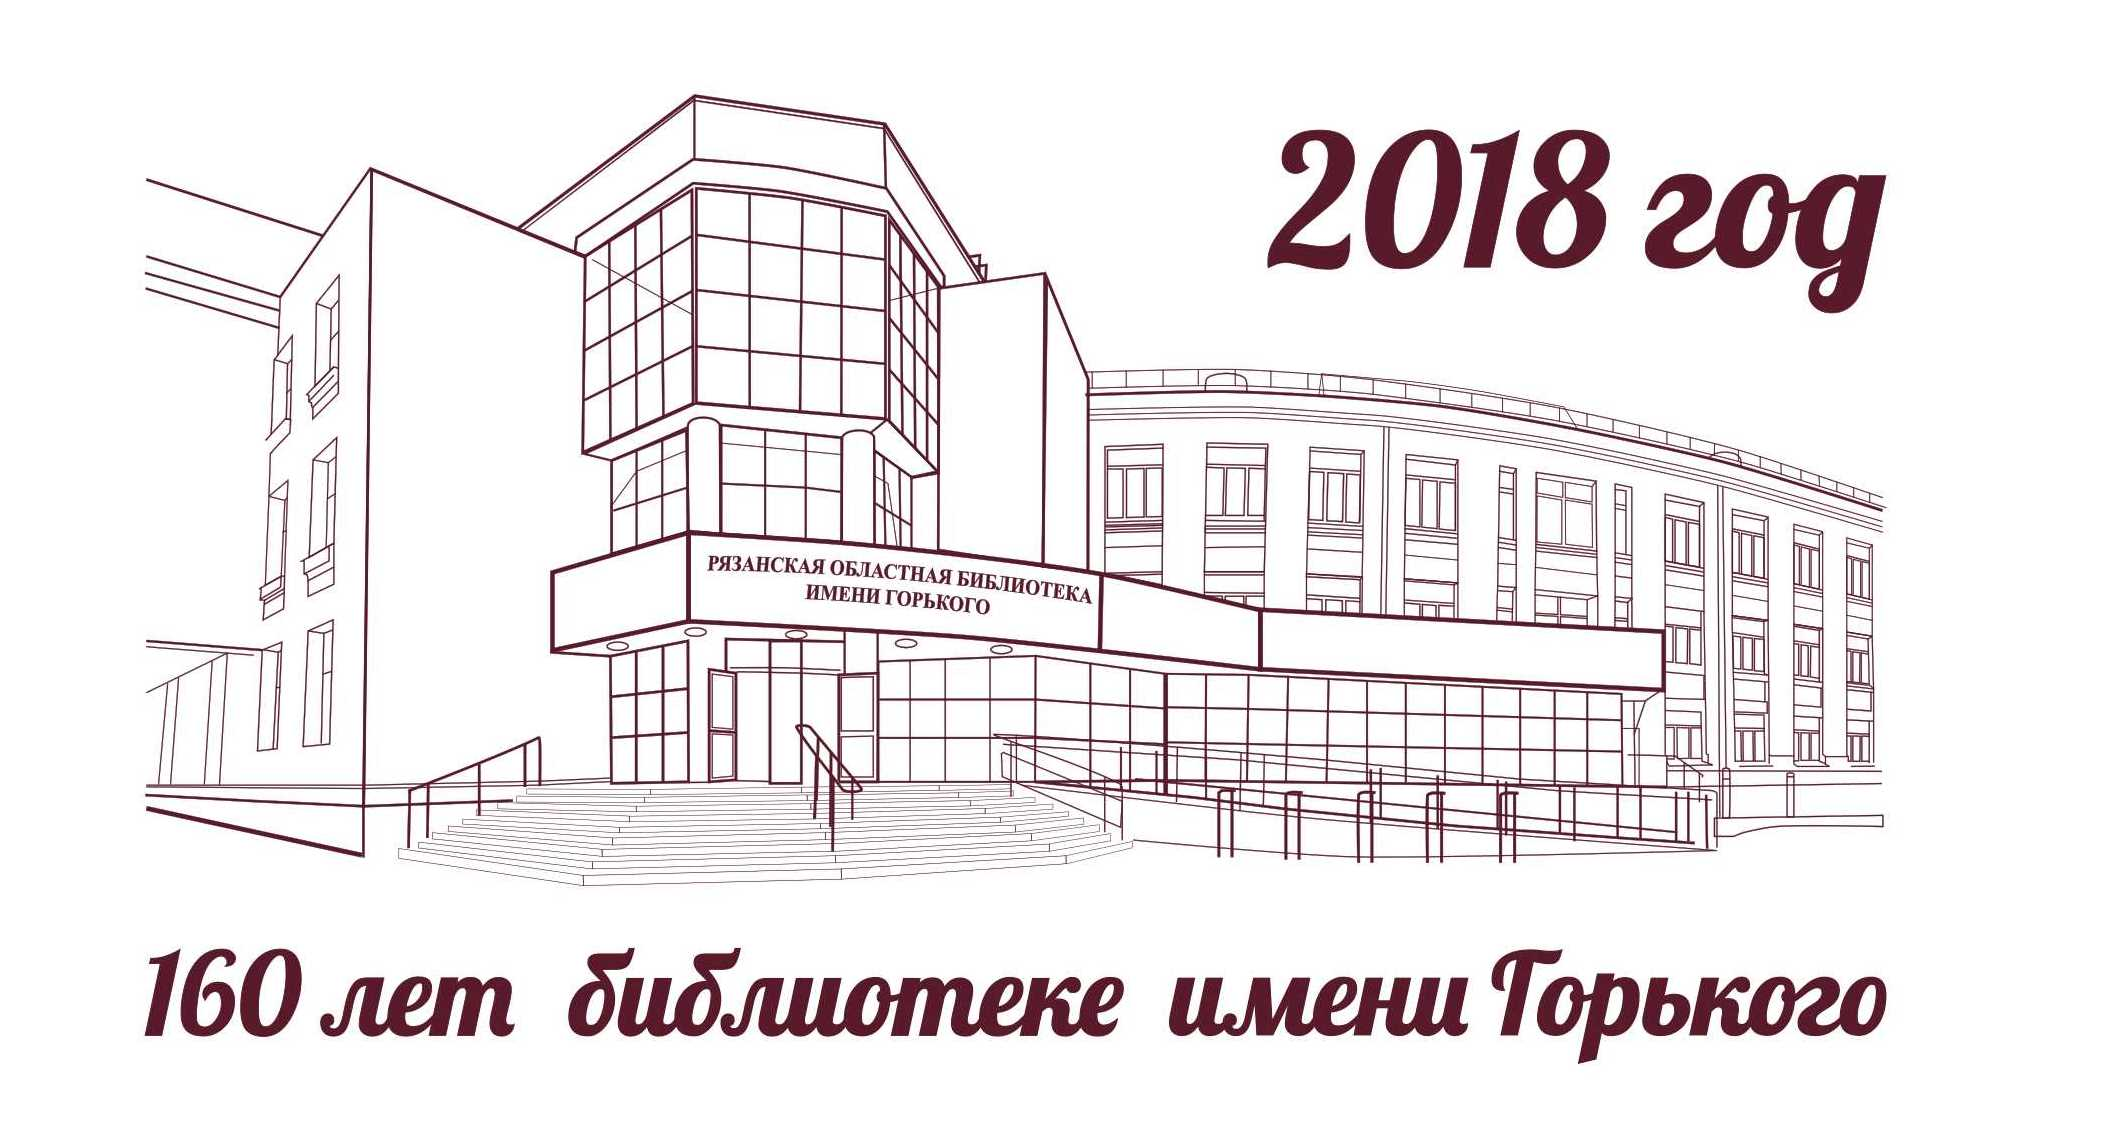 2018 год
РЯЗАНСКАЯ ОБЛАСТНАЯ БИБЛИОТЕКА
ИМЕНИ ГОРЬКОГО
160 лет библиотеке имени Горького